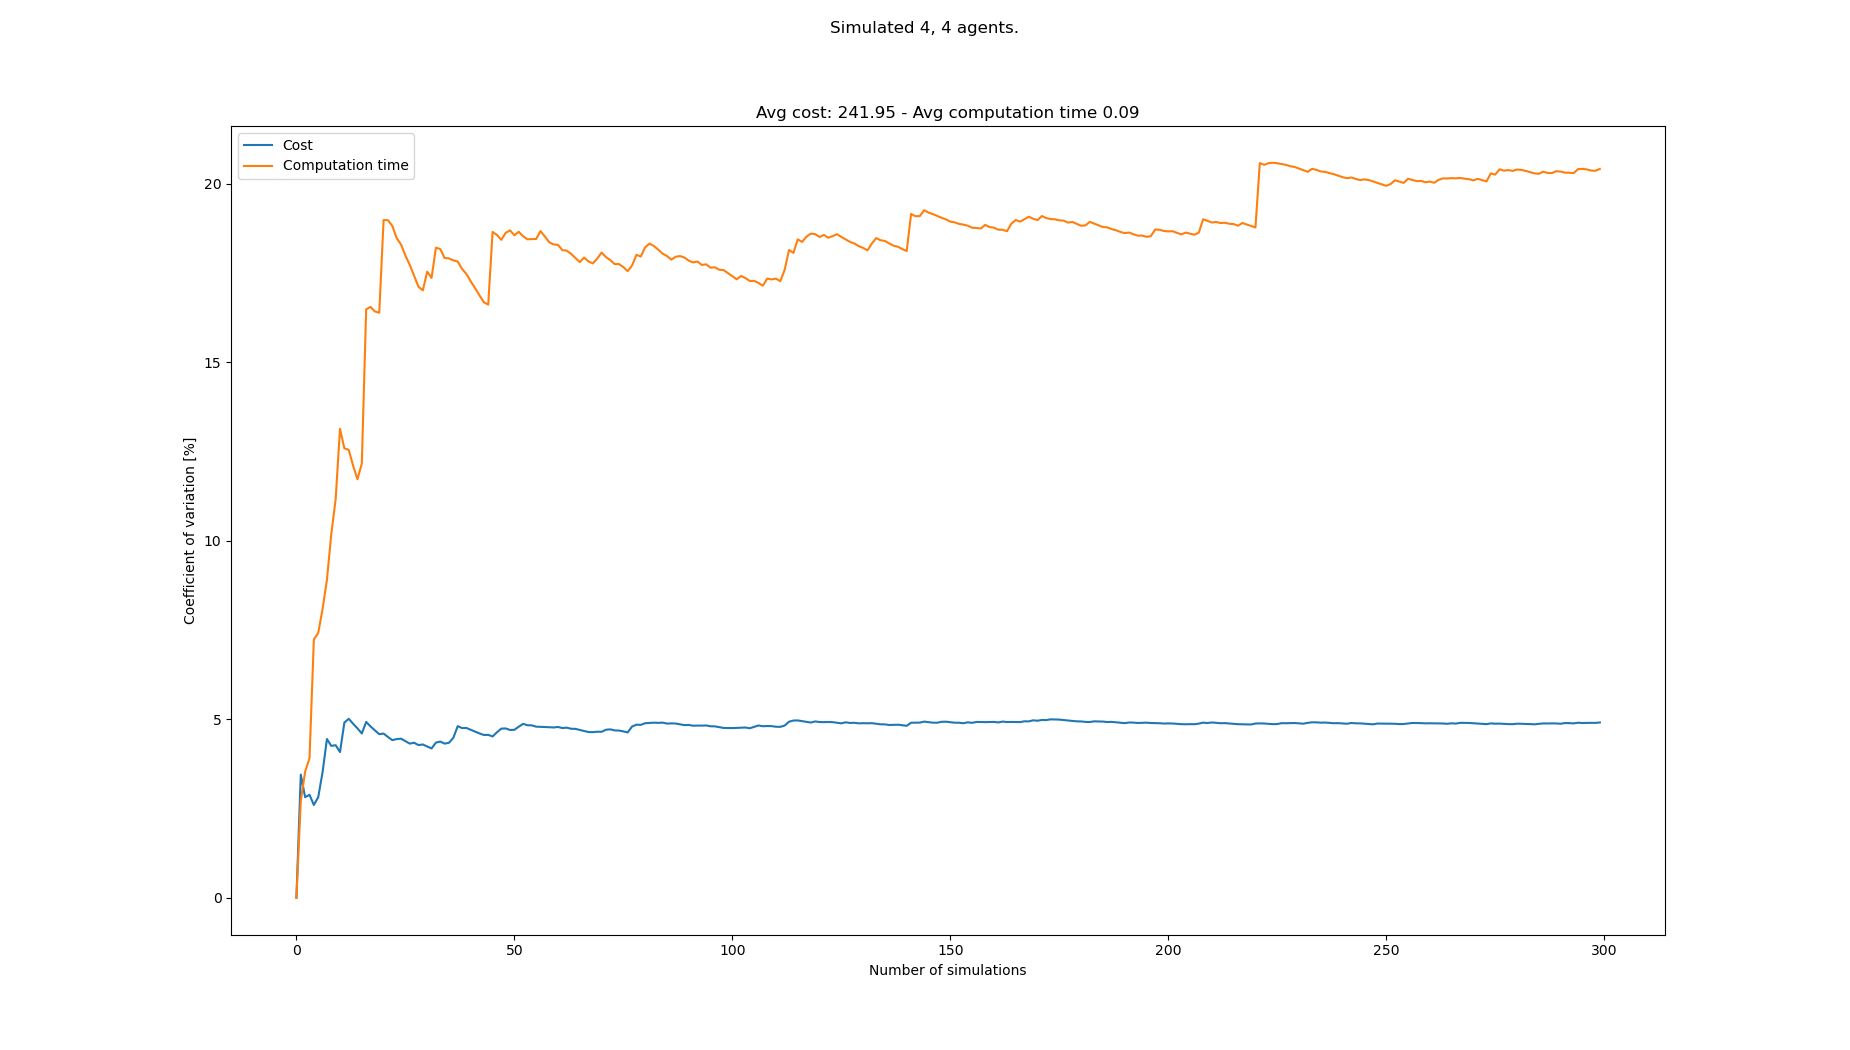 Simulated 4, 4 agents.
Avg cost: 241.95 - Avg computation time 0.09
Cost
Computation time
Coefficient of variation [%]
20
15
10
5
0
0 50 100 150 200 250 300
Number of simulations